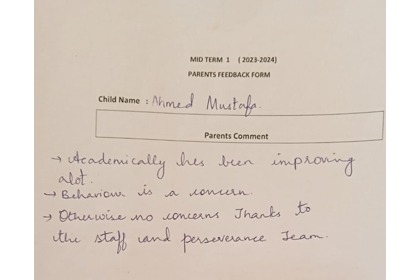 MID TERM 1 (2023-2024)
PARENTS FEEDBACK FORM
Child Name : Ahmed Mustafa.
Parents Comment
→ Academically has been improving
alot.
→ Behaviour is a concern.
→ Otherwise no concerns Thanks to
the staff and perseverance Team.